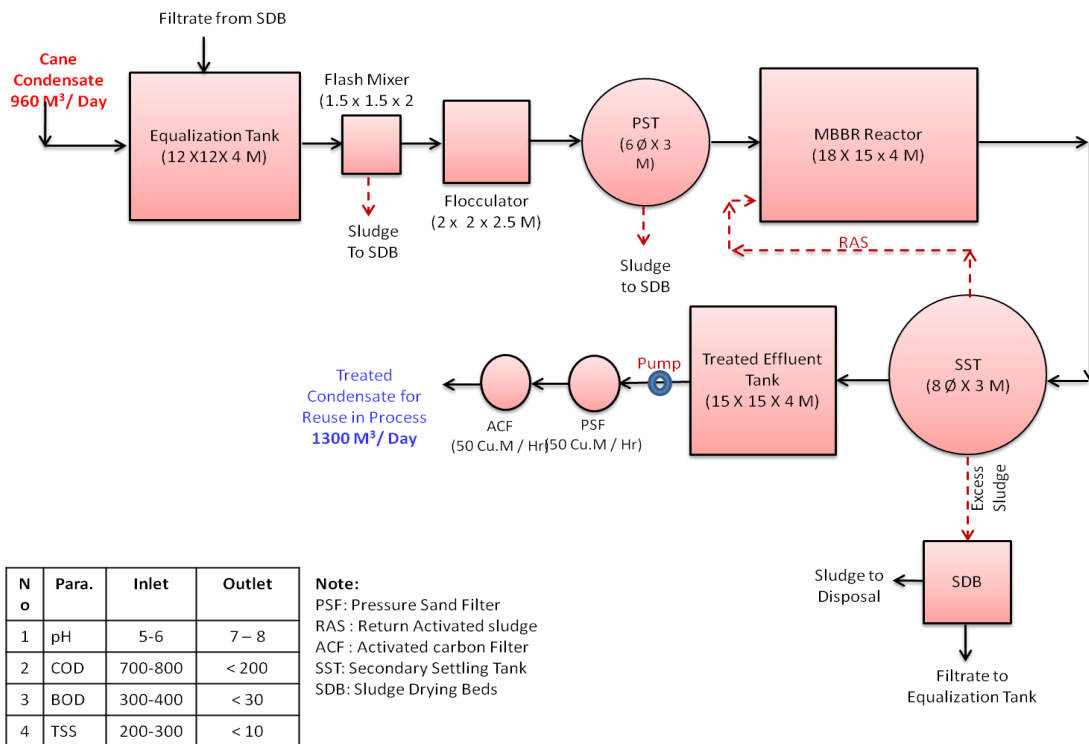 Filtrate from SDB
Cane
Condensate
960 M³/ Day
Equalization Tank
(12 X12X 4 M)
Flash Mixer
(1.5 x 1.5 x 2
Sludge
To SDB
Flocculator
(2 x 2 x 2.5 M)
PST
(6 Ø X 3
M)
Sludge
to SDB
MBBR Reactor
(18 X 15 x 4 M)
RAS
SST
(8 Ø X 3 M)
Treated Effluent
Tank
(15 X 15 X 4 M)
Pump
PSF
(50 Cu.M / Hr)
ACF
(50 Cu.M / Hr)
Treated
Condensate for
Reuse in Process
1300 M³/ Day
Excess
Sludge
SDB
Sludge to
Disposal
Filtrate to
Equalization Tank
N
o Para. Inlet Outlet
1 pH 5-6 7 – 8
2 COD 700-800 < 200
3 BOD 300-400 < 30
4 TSS 200-300 < 10
Note:
PSF: Pressure Sand Filter
RAS : Return Activated sludge
ACF : Activated carbon Filter
SST: Secondary Settling Tank
SDB: Sludge Drying Beds